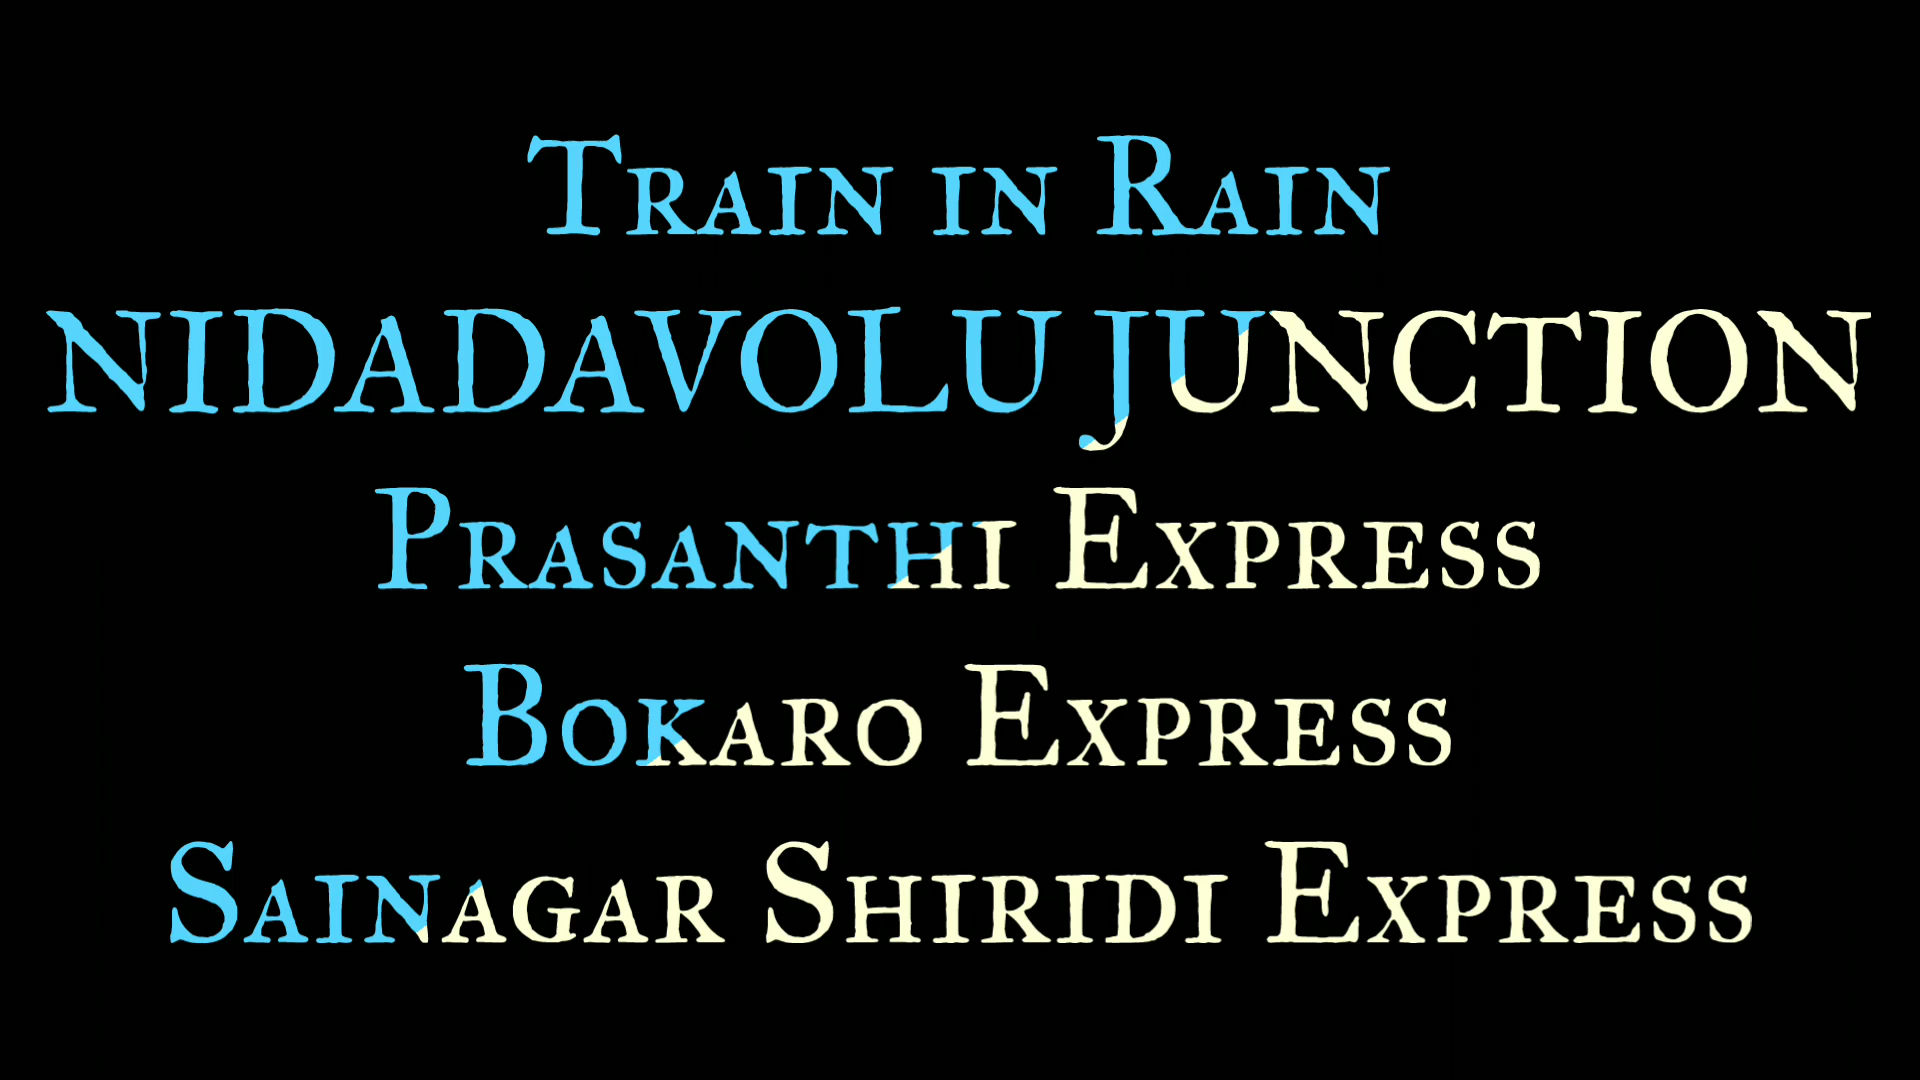 Train in Rain
NIDADAVOLU JUNCTION
Prasanthi Express
Bokaro Express
Sainagar Shiridi Express